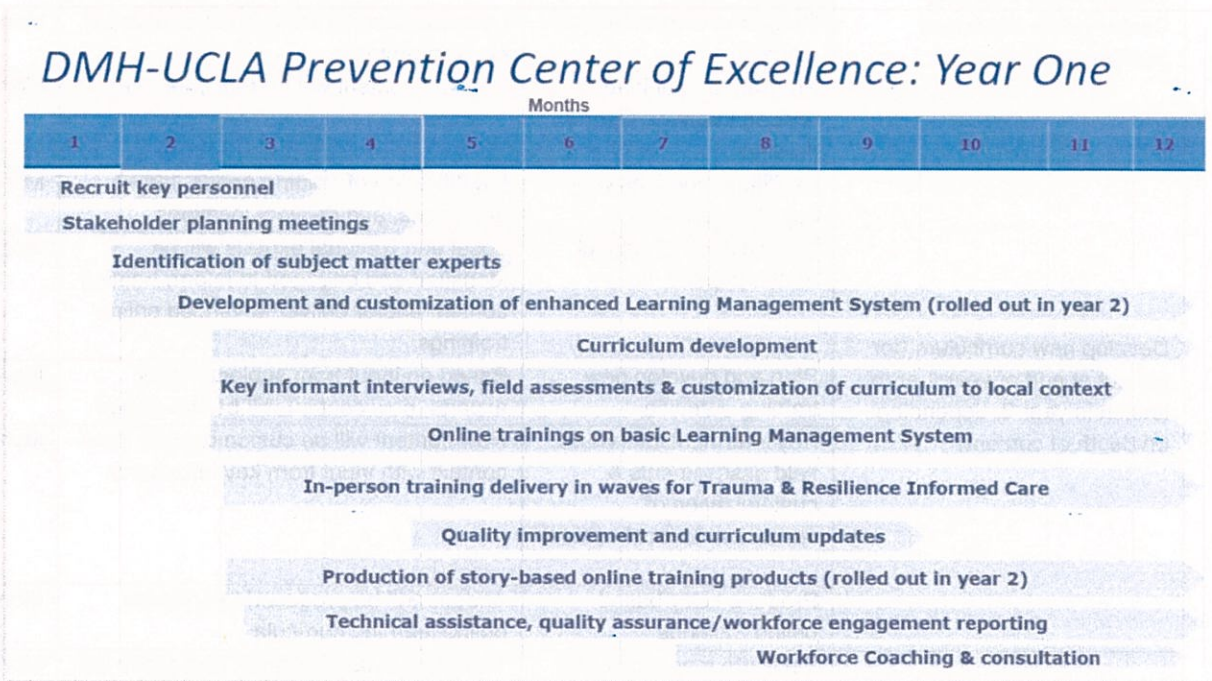 DMH-UCLA Prevention Center of Excellence: Year One
Months
1 2 3 4 5 6 7 8 9 10 11 12
Recruit key personnel
Stakeholder planning meetings
Identification of subject matter experts
Development and customization of enhanced Learning Management System (rolled out in year 2)
Curriculum development
Key informant interviews, field assessments & customization of curriculum to local context
Online trainings on basic Learning Management System
In-person training delivery in waves for Trauma & Resilience Informed Care
Quality improvement and curriculum updates
Production of story-based online training products (rolled out in year 2)
Technical assistance, quality assurance/workforce engagement reporting
Workforce Coaching & consultation